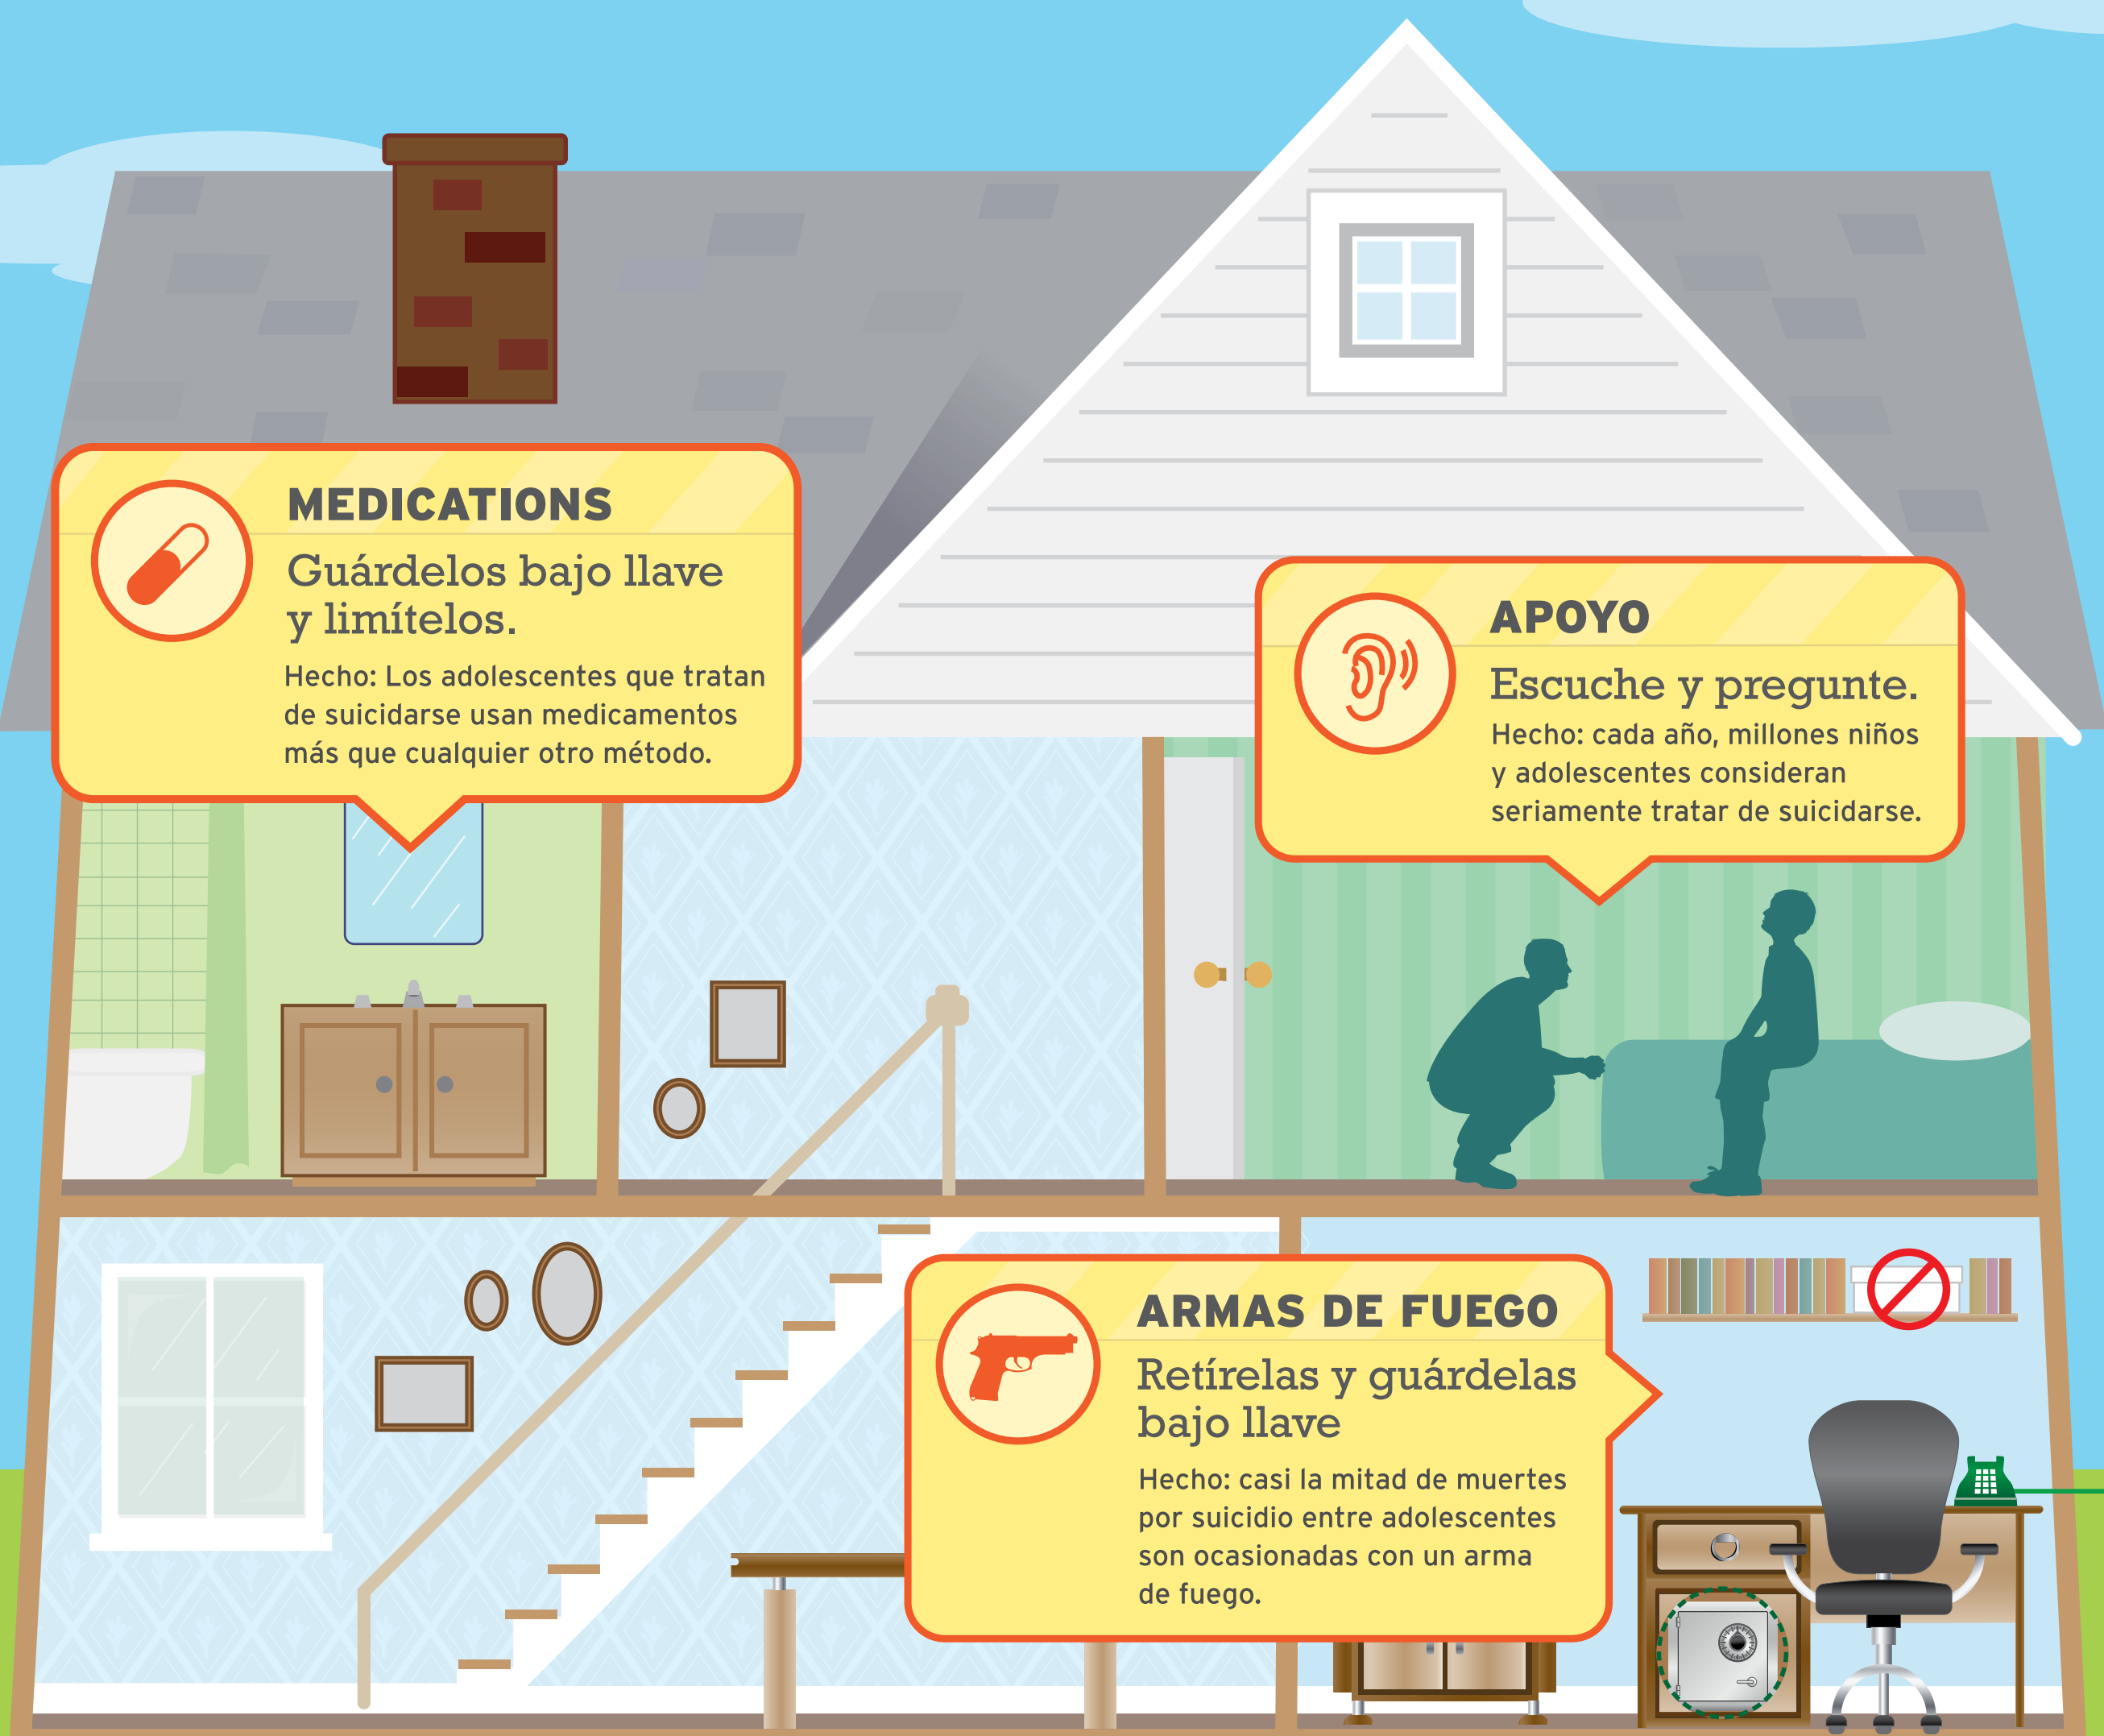 MEDICATIONS
Guárdelos bajo llave
y limítelos.
Hecho: Los adolescentes que tratan
de suicidarse usan medicamentos
más que cualquier otro método.
APOYO
Escuche y pregunte.
Hecho: cada año, millones niños
y adolescentes consideran
seriamente tratar de suicidarse.
ARMAS DE FUEGO
Retírelas y guárdelas
bajo llave
Hecho: casi la mitad de muertes
por suicidio entre adolescentes
son ocasionadas con un arma
de fuego.